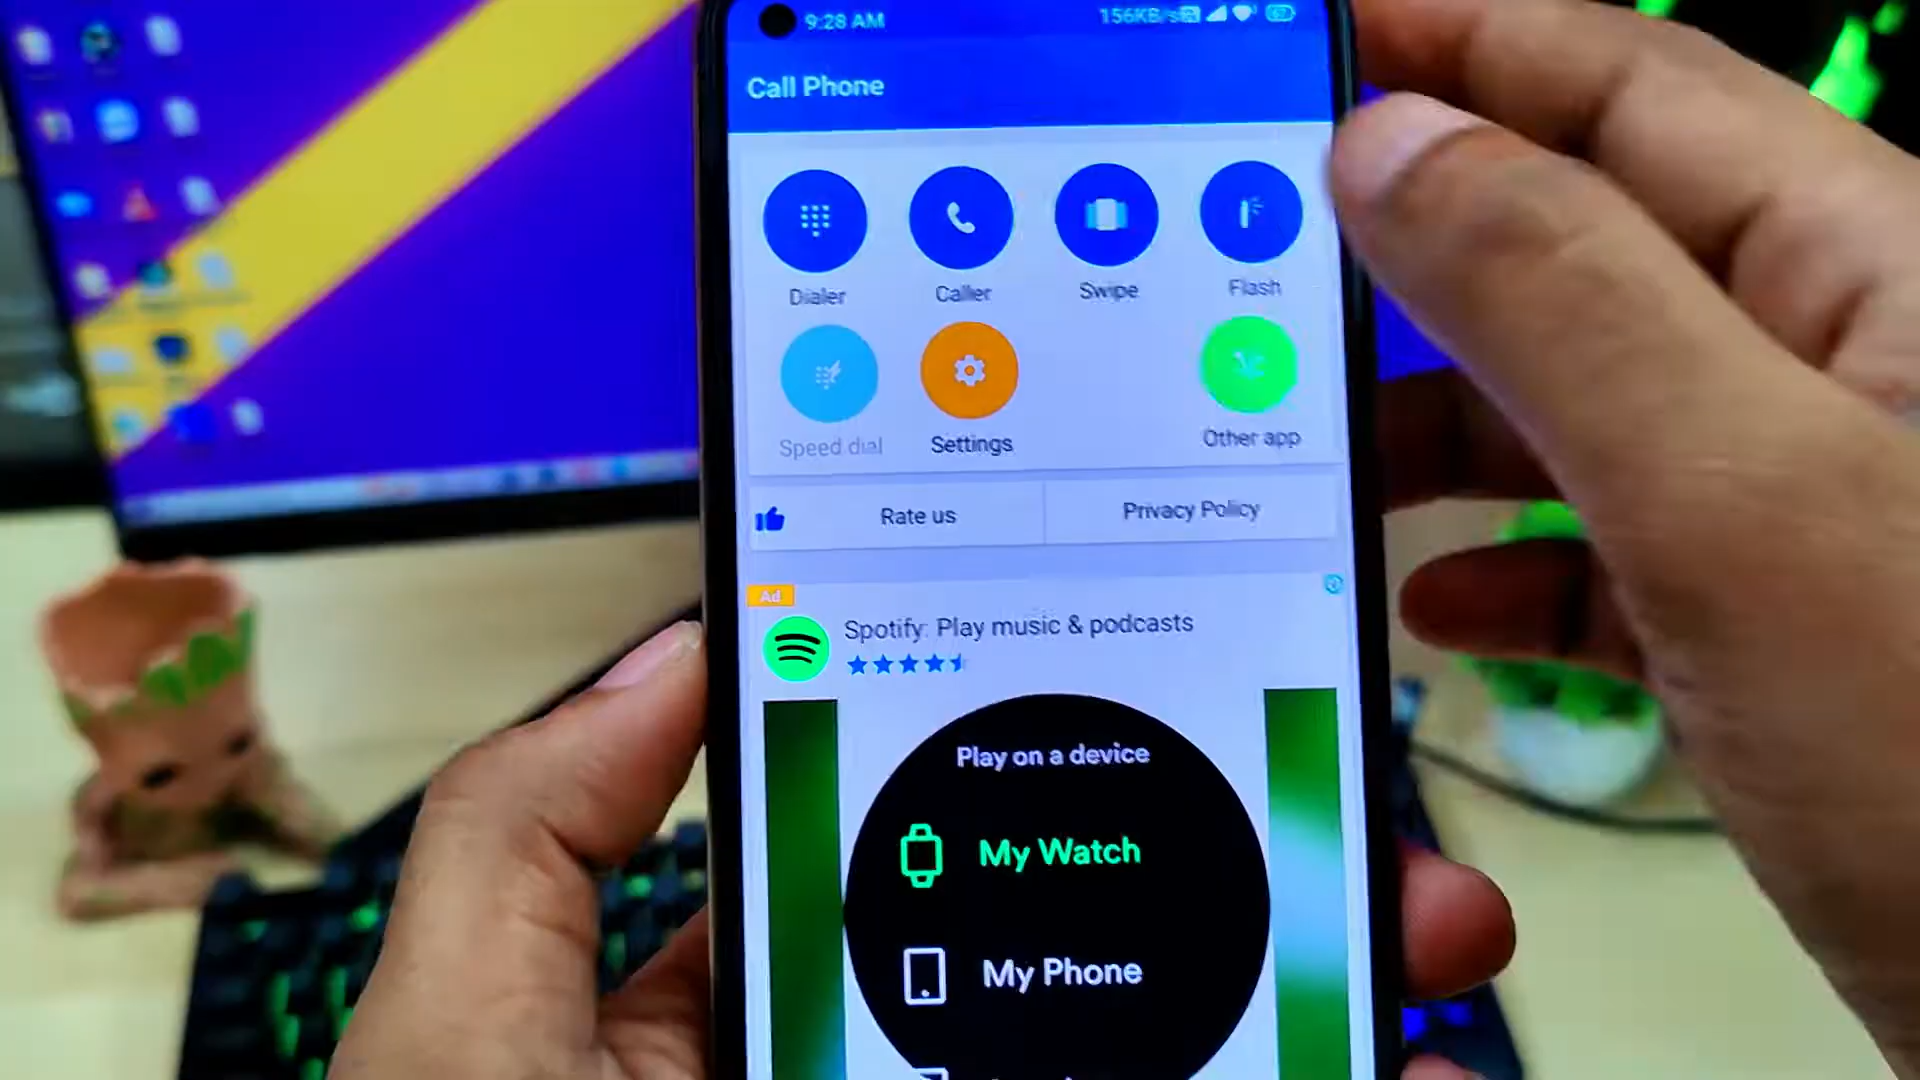 9:28 AM
156KB/s
Call Phone
Dialer
Caller
Swipe
Flash
Speed dial
Settings
Other app
Rate us
Privacy Policy
Ad
Spotify: Play music & podcasts
Play on a device
My Watch
My Phone